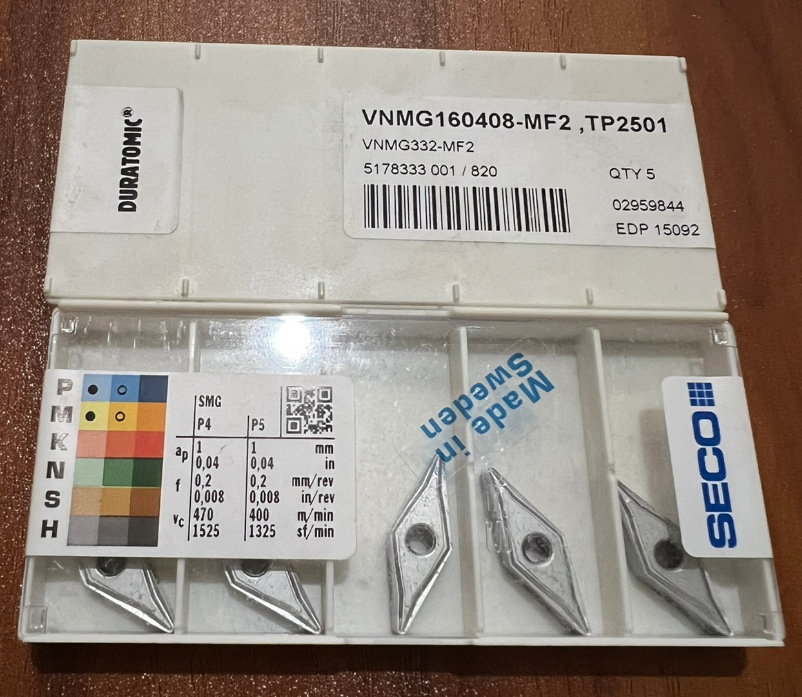 DURATOMIC®
VNMG160408-MF2 ,TP2501
VNMG332-MF2
5178333 001 / 820
QTY 5
02959844
EDP 15092
P
M
K
N
S
H
SMG
P4 P5
ap 1 1 mm
0,04 0,04 in
f 0,2 0,2 mm/rev
0,008 0,008 in/rev
vc 470 400 m/min
1525 1325 sf/min
Made in
Sweden
SECO